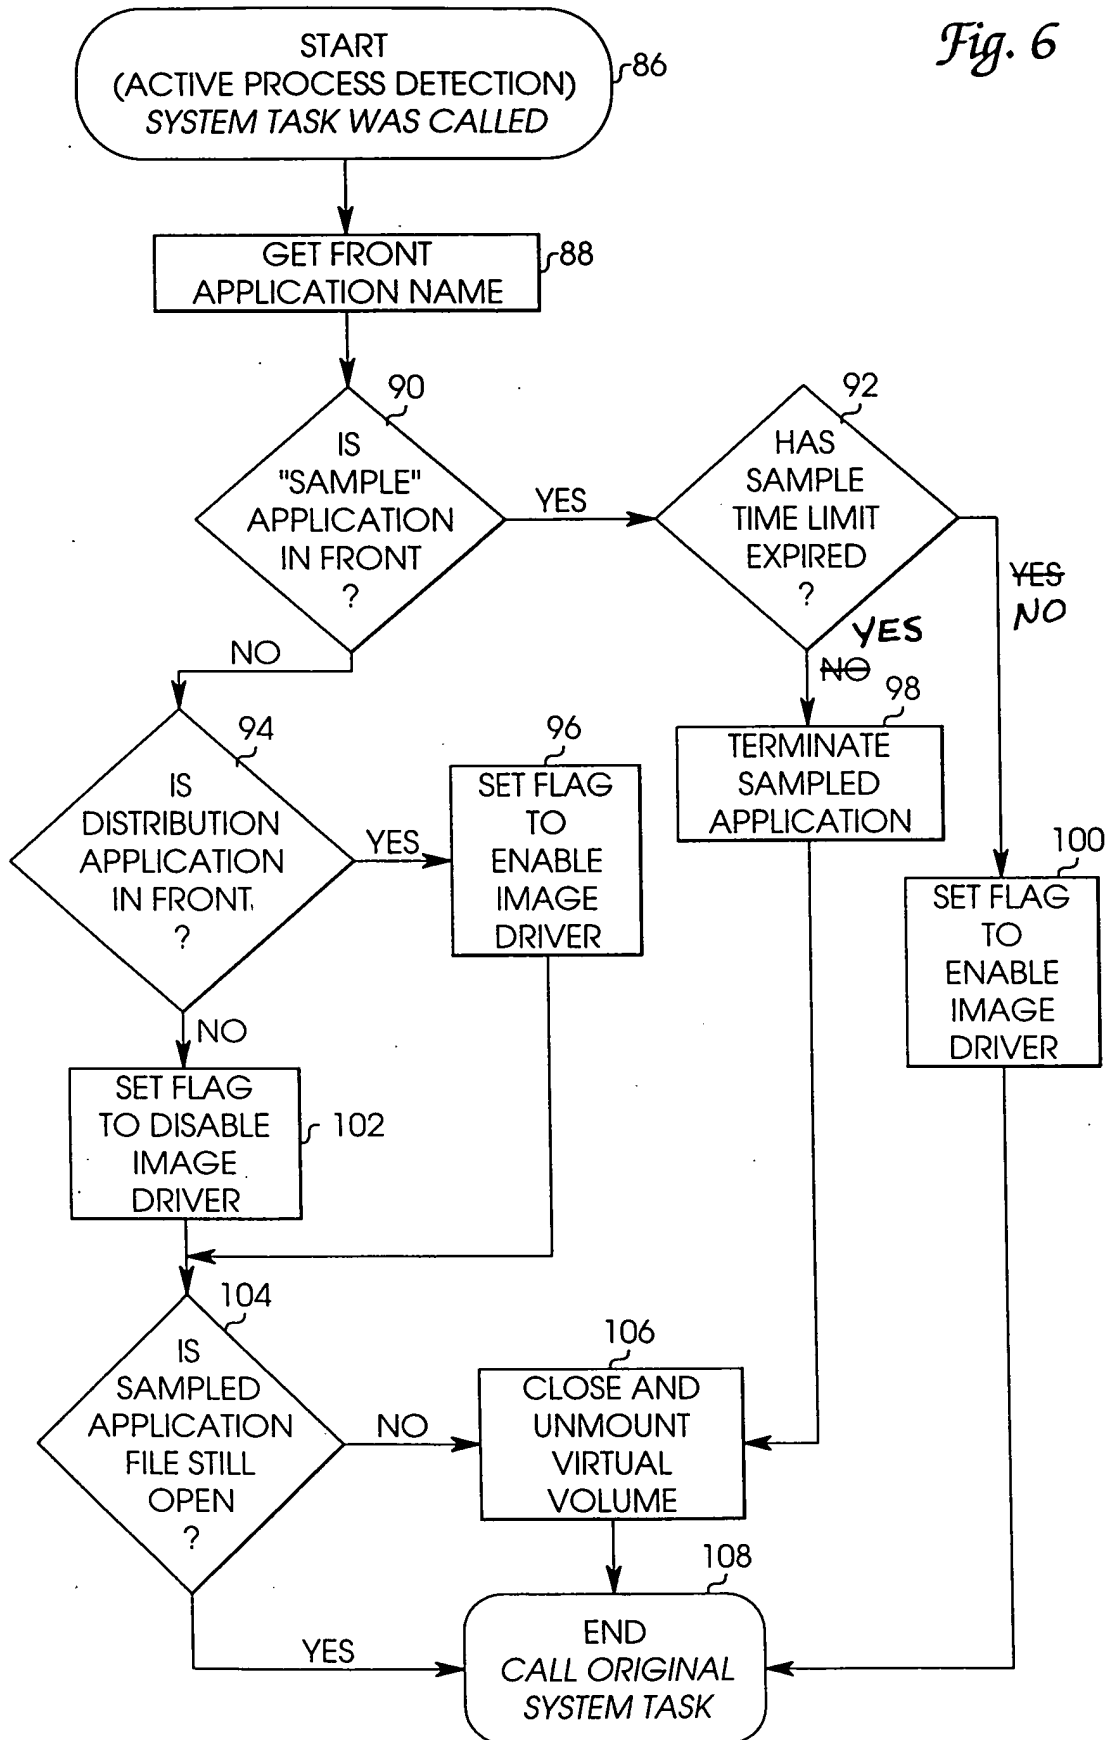 Fig. 6
START
(ACTIVE PROCESS DETECTION)
SYSTEM TASK WAS CALLED
86
GET FRONT
APPLICATION NAME
88
90
IS
"SAMPLE"
APPLICATION
IN FRONT
?
YES
92
HAS
SAMPLE
TIME LIMIT
EXPIRED
?
YES
NO
YES
NO
NO
94
IS
DISTRIBUTION
APPLICATION
IN FRONT
?
YES
96
SET FLAG
TO
ENABLE
IMAGE
DRIVER
98
TERMINATE
SAMPLED
APPLICATION
100
SET FLAG
TO
ENABLE
IMAGE
DRIVER
NO
SET FLAG
TO DISABLE
IMAGE
DRIVER
102
104
IS
SAMPLED
APPLICATION
FILE STILL
OPEN
?
NO
106
CLOSE AND
UNMOUNT
VIRTUAL
VOLUME
YES
108
END
CALL ORIGINAL
SYSTEM TASK